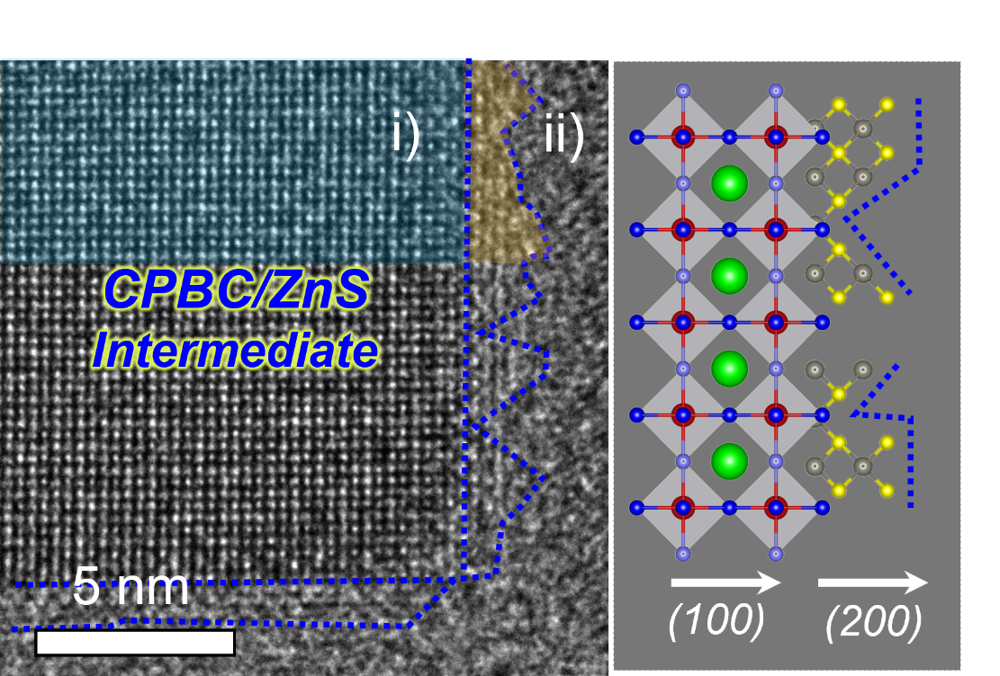 i)
ii)
CPBC/ZnS
Intermediate
5 nm
(100)
(200)